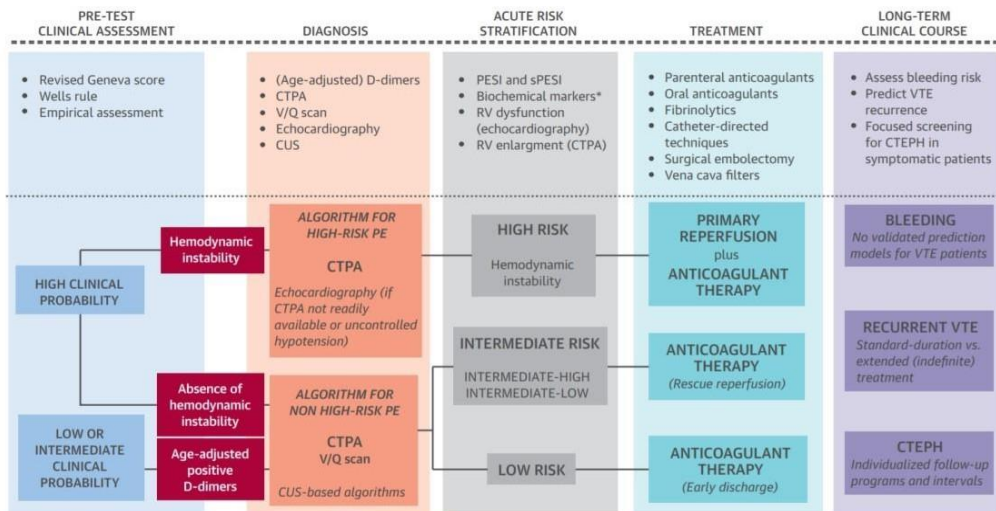 PRE-TEST
CLINICAL ASSESSMENT
DIAGNOSIS
ACUTE RISK
STRATIFICATION
TREATMENT
LONG-TERM
CLINICAL COURSE
• Revised Geneva score
• Wells rule
• Empirical assessment
• (Age-adjusted) D-dimers
• CTPA
• V/Q scan
• Echocardiography
• CUS
• PESI and sPESI
• Biochemical markers*
• RV dysfunction
(echocardiography)
• RV enlargment (CTPA)
• Parenteral anticoagulants
• Oral anticoagulants
• Fibrinolytics
• Catheter-directed
techniques
• Surgical embolectomy
• Vena cava filters
• Assess bleeding risk
• Predict VTE
recurrence
• Focused screening
for CTEPH in
symptomatic patients
HIGH CLINICAL
PROBABILITY
LOW OR
INTERMEDIATE
CLINICAL
PROBABILITY
Hemodynamic
instability
Absence of
hemodynamic
instability
Age-adjusted
positive
D-dimers
ALGORITHM FOR
HIGH-RISK PE
CTPA
Echocardiography (if
CTPA not readily
available or uncontrolled
hypotension)
ALGORITHM FOR
NON HIGH-RISK PE
CTPA
V/Q scan
CUS-based algorithms
HIGH RISK
Hemodynamic
instability
INTERMEDIATE RISK
INTERMEDIATE-HIGH
INTERMEDIATE-LOW
LOW RISK
PRIMARY
REPERFUSION
plus
ANTICOAGULANT
THERAPY
ANTICOAGULANT
THERAPY
(Rescue reperfusion)
ANTICOAGULANT
THERAPY
(Early discharge)
BLEEDING
No validated prediction
models for VTE patients
RECURRENT VTE
Standard-duration vs.
extended (indefinite)
treatment
CTEPH
Individualized follow-up
programs and intervals